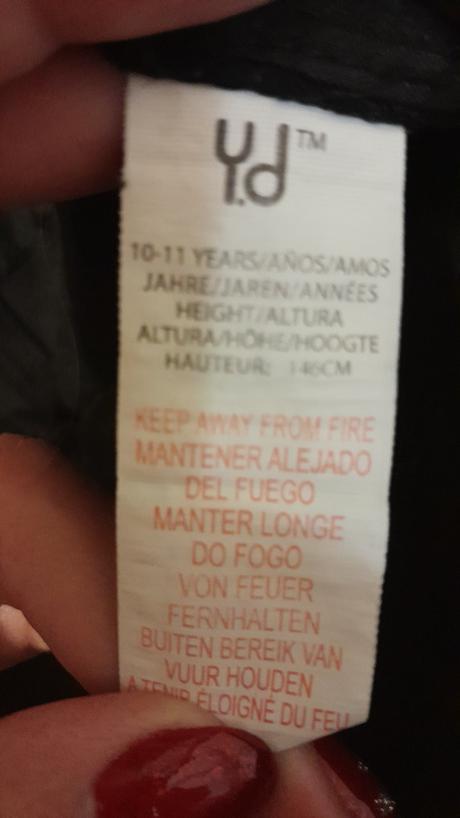 Y.d™
10-11 YEARS/AÑOS/AMOS
JAHRE/JAREN/ANNÉES
HEIGHT/ALTURA
ALTURA/HÖHE/HOOGTE
HAUTEUR: 146CM
KEEP AWAY FROM FIRE
MANTENER ALEJADO
DEL FUEGO
MANTER LONGE
DO FOGO
VON FEUER
FERNHALTEN
BUITEN BEREIK VAN
VUUR HOUDEN
A TENIR ÉLOIGNÉ DU FEU